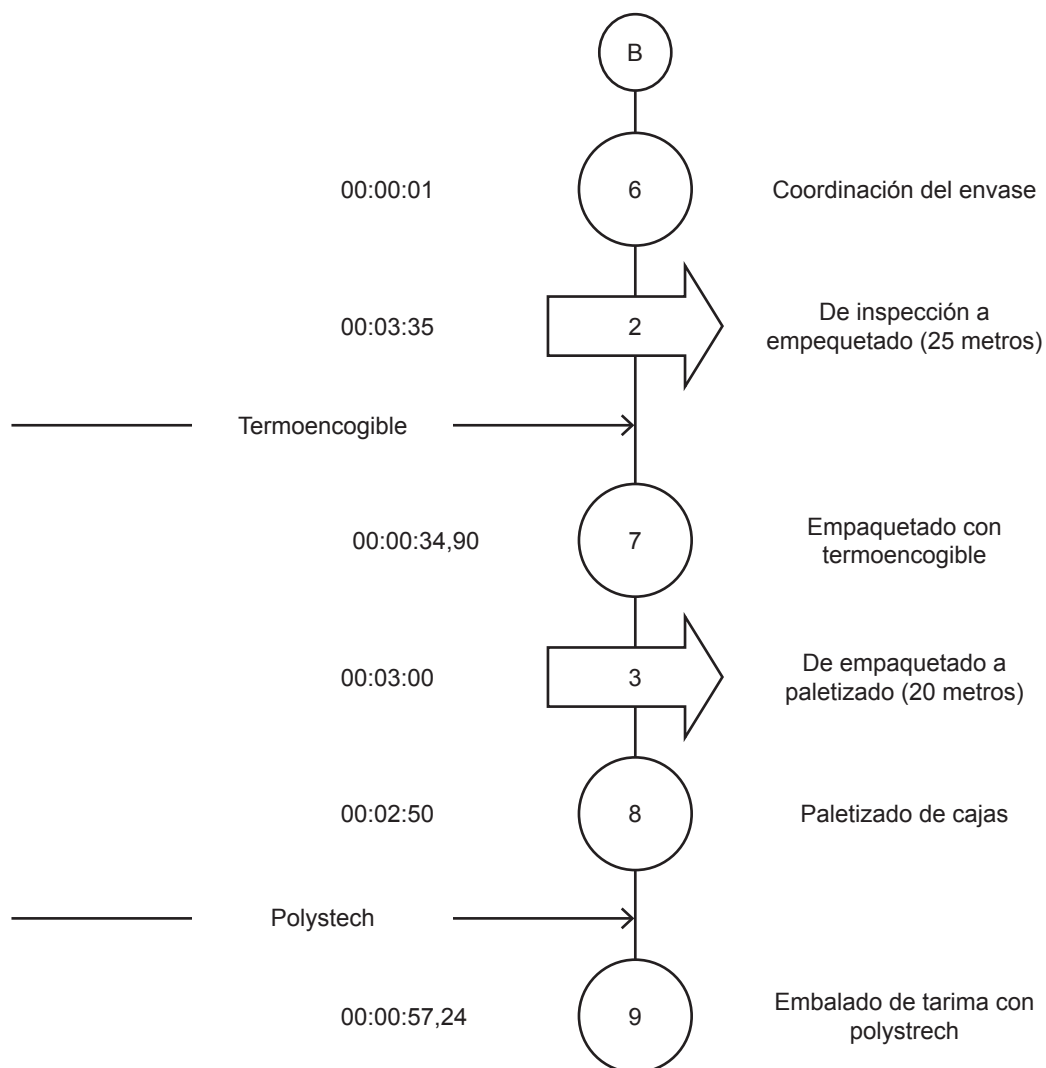 B
00:00:01
6
Coordinación del envase
00:03:35
2
De inspección a
empequetado (25 metros)
Termoencogible
00:00:34,90
7
Empaquetado con
termoencogible
00:03:00
3
De empaquetado a
paletizado (20 metros)
00:02:50
8
Paletizado de cajas
Polystech
00:00:57,24
9
Embalado de tarima con
polystrech